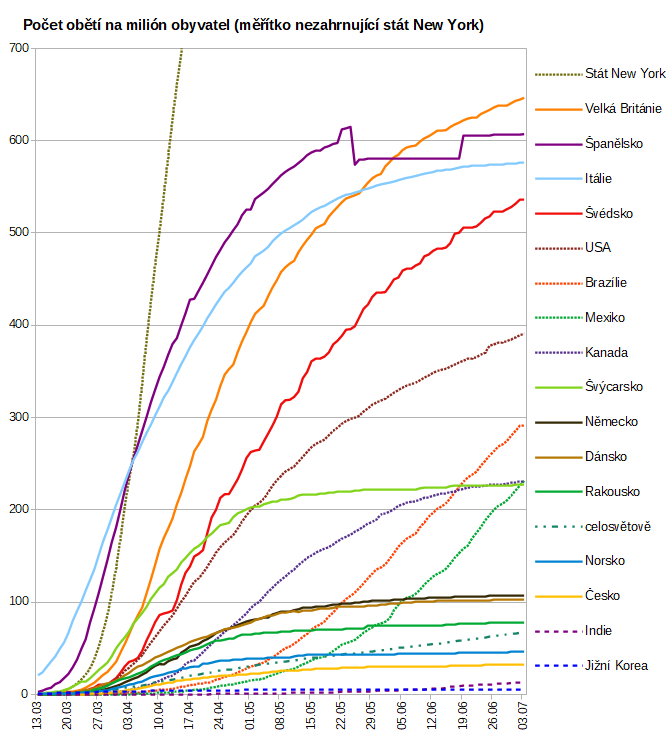 Počet obětí na milión obyvatel (měřítko nezahrnující stát New York)
700
600
500
400
300
200
100
0
13.03
20.03
27.03
03.04
10.04
17.04
24.04
01.05
08.05
15.05
22.05
29.05
05.06
12.06
19.06
26.06
03.07
Stát New York
Velká Británie
Španělsko
Itálie
Švédsko
USA
Brazílie
Mexiko
Kanada
Švýcarsko
Německo
Dánsko
Rakousko
celosvětově
Norsko
Česko
Indie
Jižní Korea